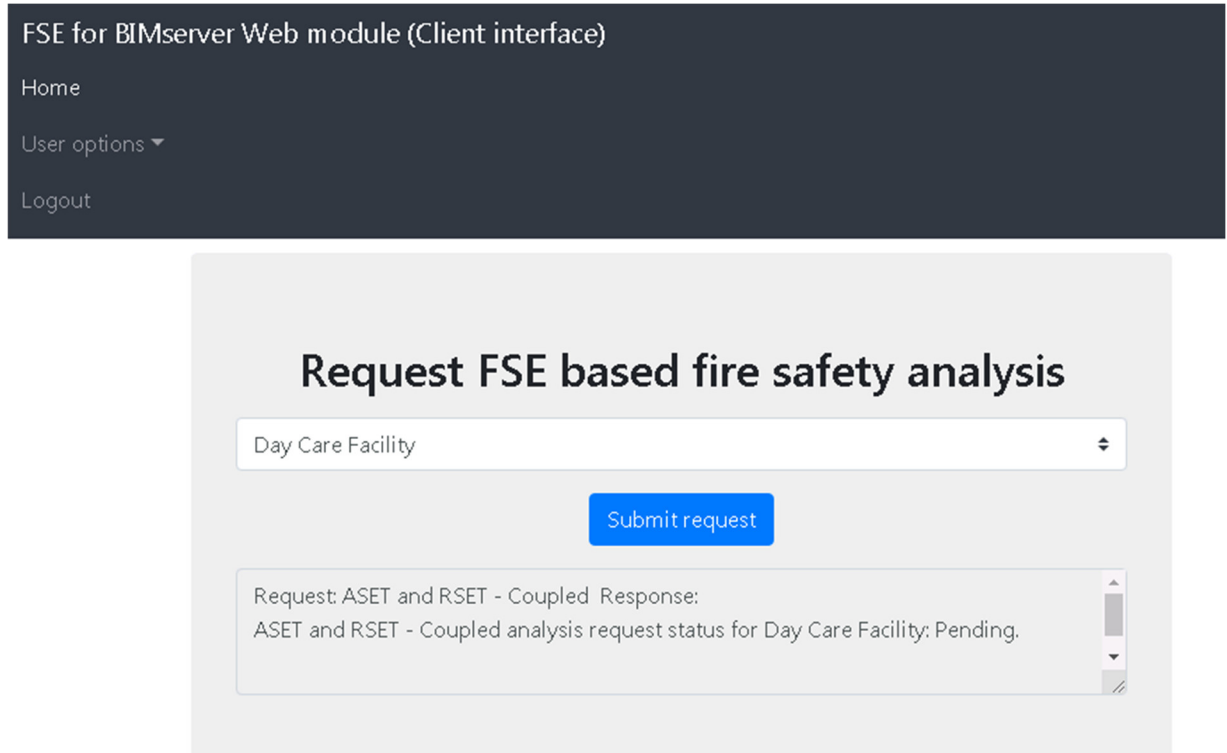 FSE for BIMserver Web module (Client interface)
Home
User options
Logout
Request FSE based fire safety analysis
Day Care Facility
Submit request
Request: ASET and RSET - Coupled  Response:
ASET and RSET - Coupled analysis request status for Day Care Facility: Pending.